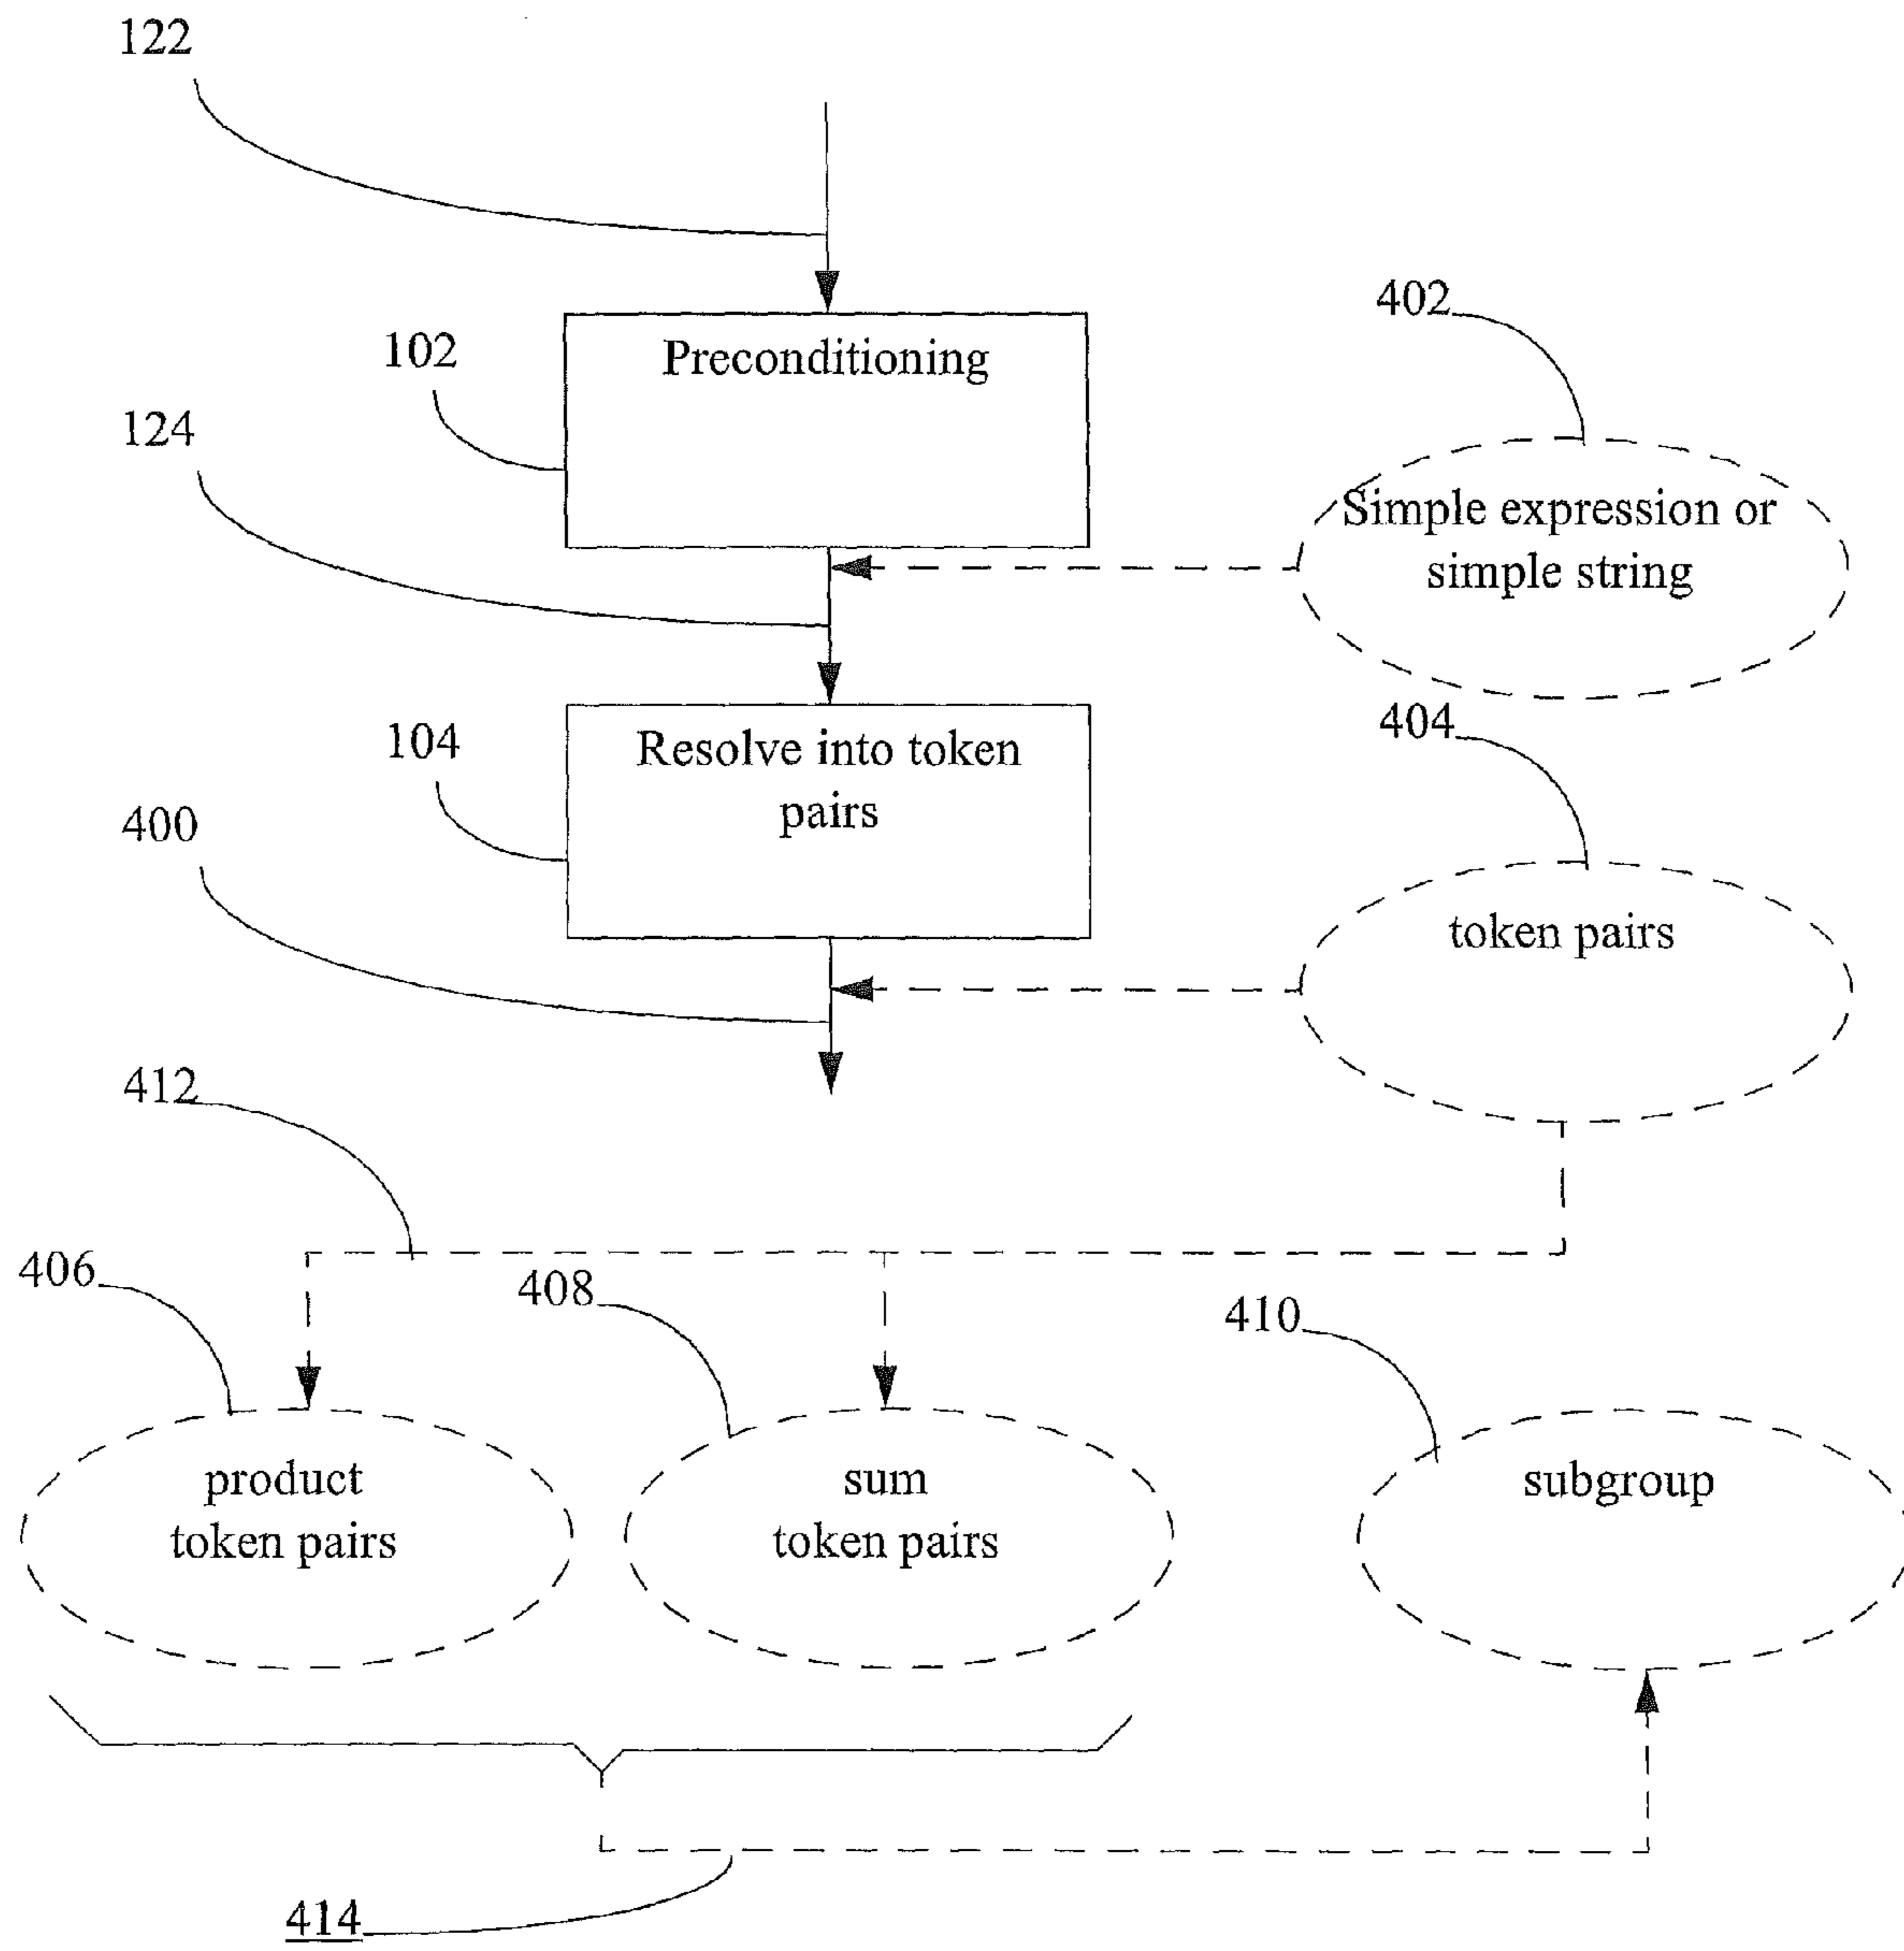 122
402
102
Preconditioning
124
Simple expression or
simple string
404
104
Resolve into token
pairs
400
token pairs
412
406
408
410
product
token pairs
sum
token pairs
subgroup
414